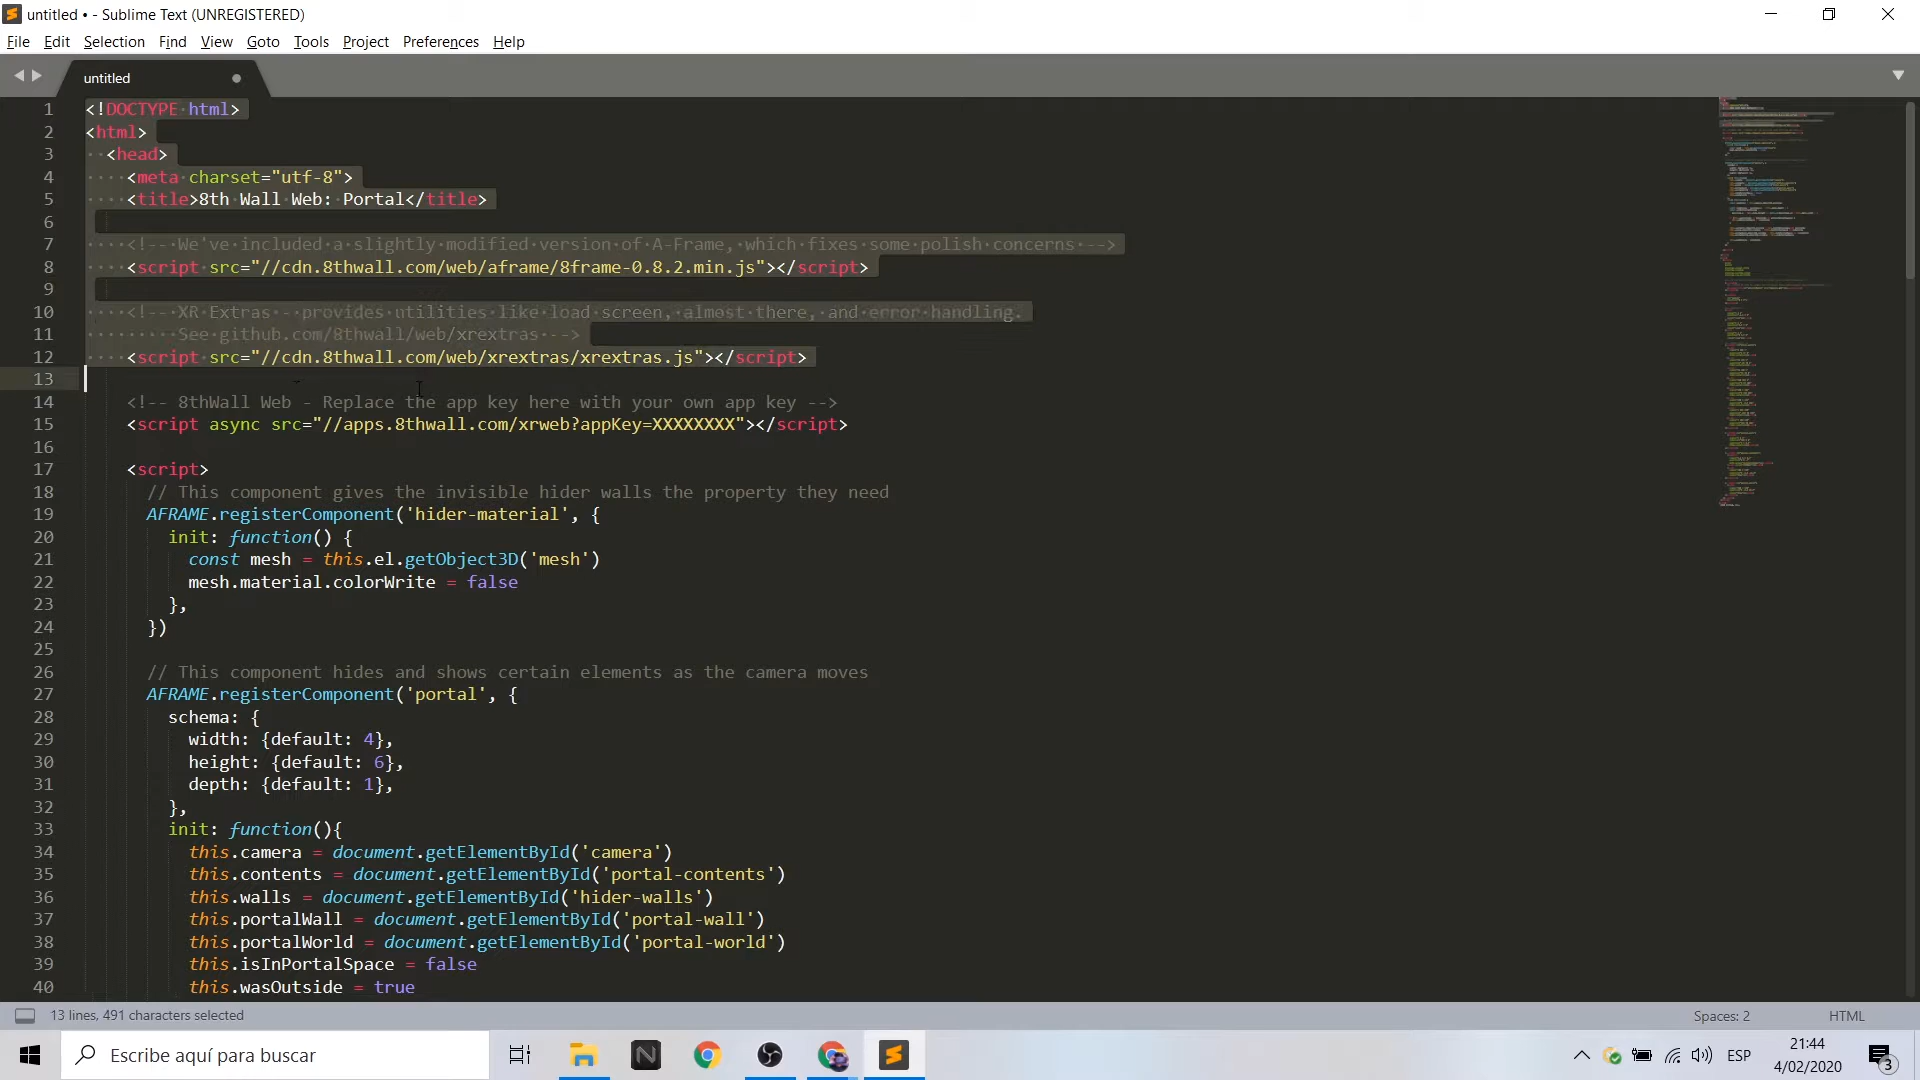 untitled • - Sublime Text (UNREGISTERED)
File Edit Selection Find View Goto Tools Project Preferences Help
untitled
1 <!DOCTYPE html>
2 <html>
3 <head>
4 <meta charset="utf-8">
5 <title>8th Wall Web: Portal</title>
6
7 <!-- We've included a slightly modified version of A-Frame, which fixes some polish concerns -->
8 <script src="//cdn.8thwall.com/web/aframe/8frame-0.8.2.min.js"></script>
9
10 <!-- XR Extras - provides utilities like load screen, almost there, and error handling.
11 See github.com/8thwall/web/xrextras -->
12 <script src="//cdn.8thwall.com/web/xrextras/xrextras.js"></script>
13
14 <!-- 8thWall Web - Replace the app key here with your own app key -->
15 <script async src="//apps.8thwall.com/xrweb?appKey=XXXXXXXX"></script>
16
17 <script>
18 // This component gives the invisible hider walls the property they need
19 AFRAME.registerComponent('hider-material', {
20 init: function() {
21 const mesh = this.el.getObject3D('mesh')
22 mesh.material.colorWrite = false
23 },
24 })
25
26 // This component hides and shows certain elements as the camera moves
27 AFRAME.registerComponent('portal', {
28 schema: {
29 width: {default: 4},
30 height: {default: 6},
31 depth: {default: 1},
32 },
33 init: function(){
34 this.camera = document.getElementById('camera')
35 this.contents = document.getElementById('portal-contents')
36 this.walls = document.getElementById('hider-walls')
37 this.portalWall = document.getElementById('portal-wall')
38 this.portalWorld = document.getElementById('portal-world')
39 this.isInPortalSpace = false
40 this.wasOutside = true
13 lines, 491 characters selected
Spaces: 2 HTML
Escribe aquí para buscar
ESP
21:44
4/02/2020
3